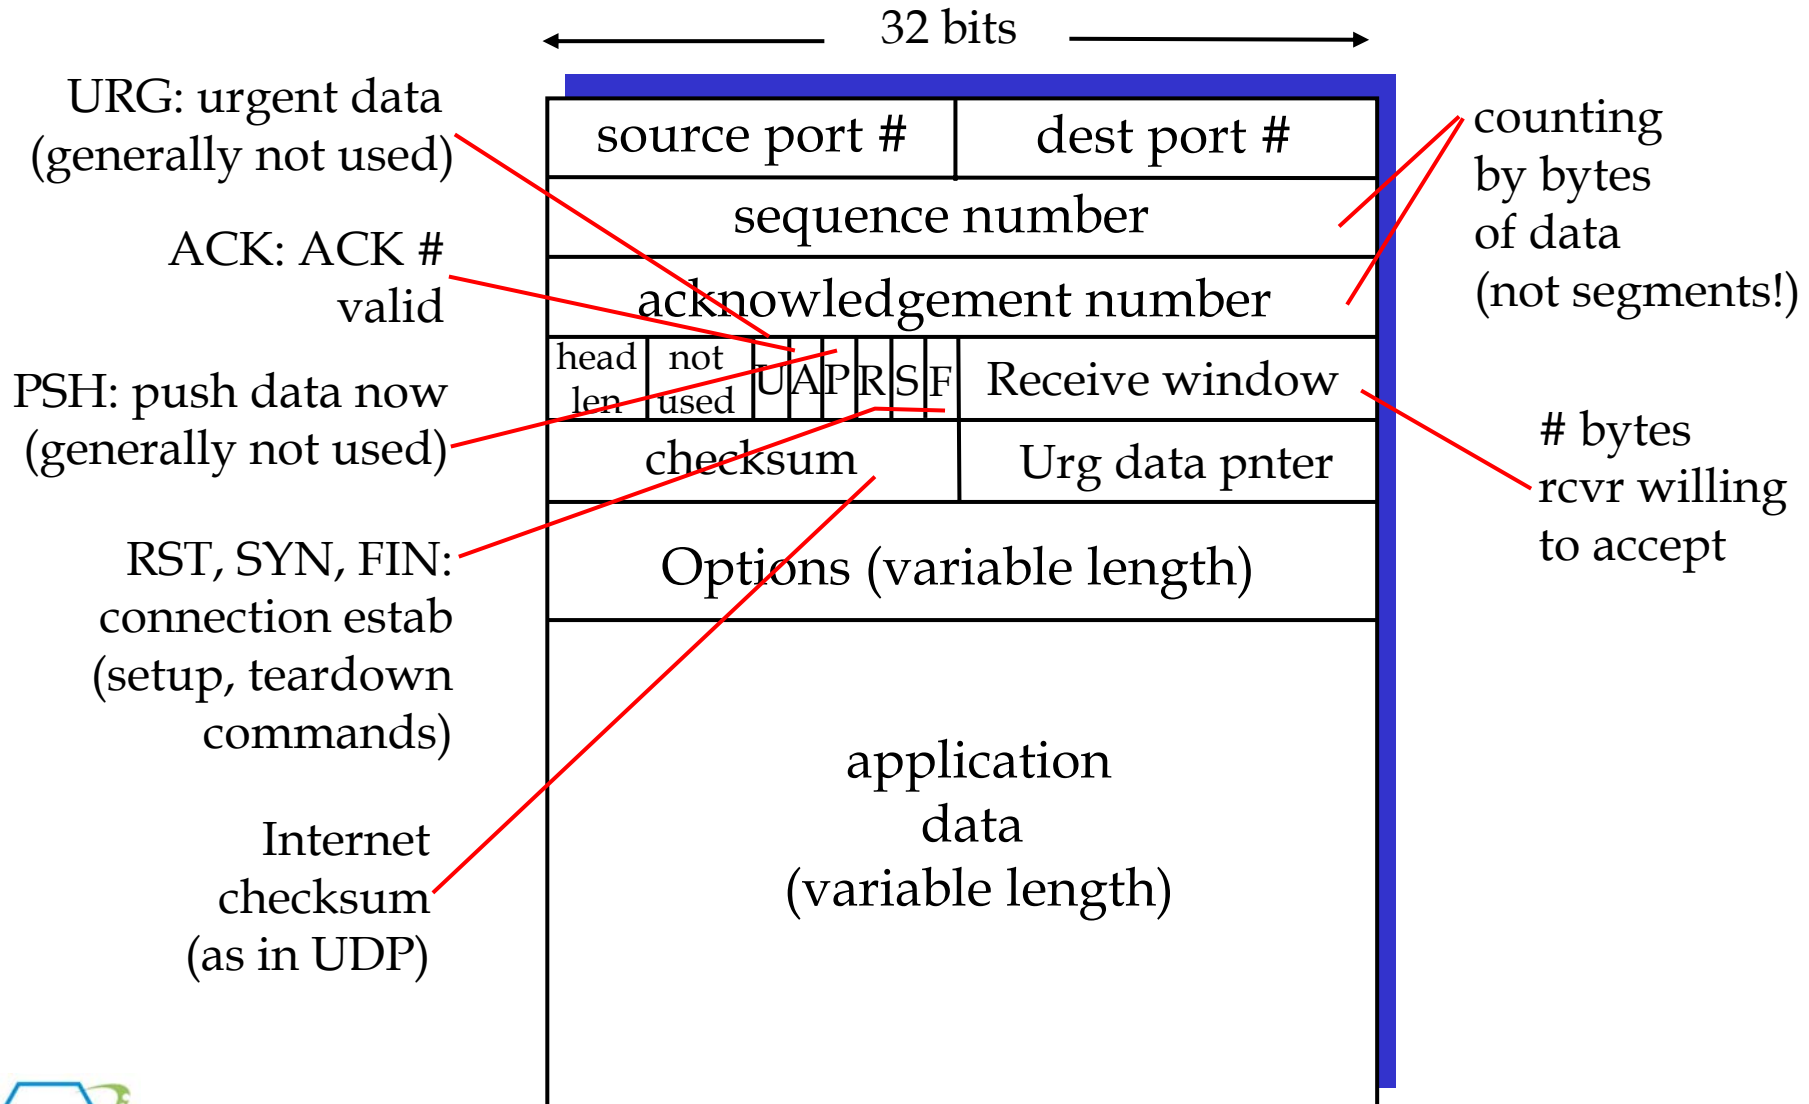 32 bits
URG: urgent data
(generally not used)
ACK: ACK #
valid
PSH: push data now
(generally not used)
RST, SYN, FIN:
connection estab
(setup, teardown
commands)
Internet
checksum
(as in UDP)
source port # dest port #
sequence number
acknowledgement number
head not
len used U A P R S F Receive window
checksum Urg data pnter
Options (variable length)
application
data
(variable length)
counting
by bytes
of data
(not segments!)
# bytes
rcvr willing
to accept